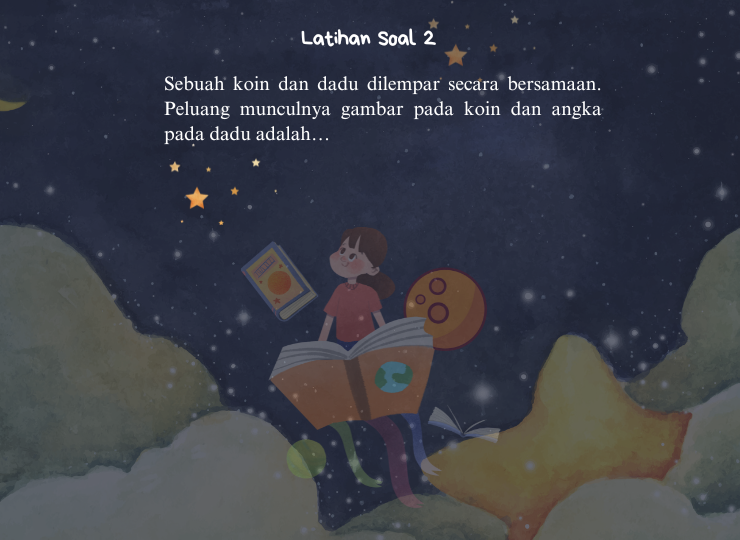 Latihan Soal 2
Sebuah koin dan dadu dilempar secara bersamaan.
Peluang munculnya gambar pada koin dan angka
pada dadu adalah…